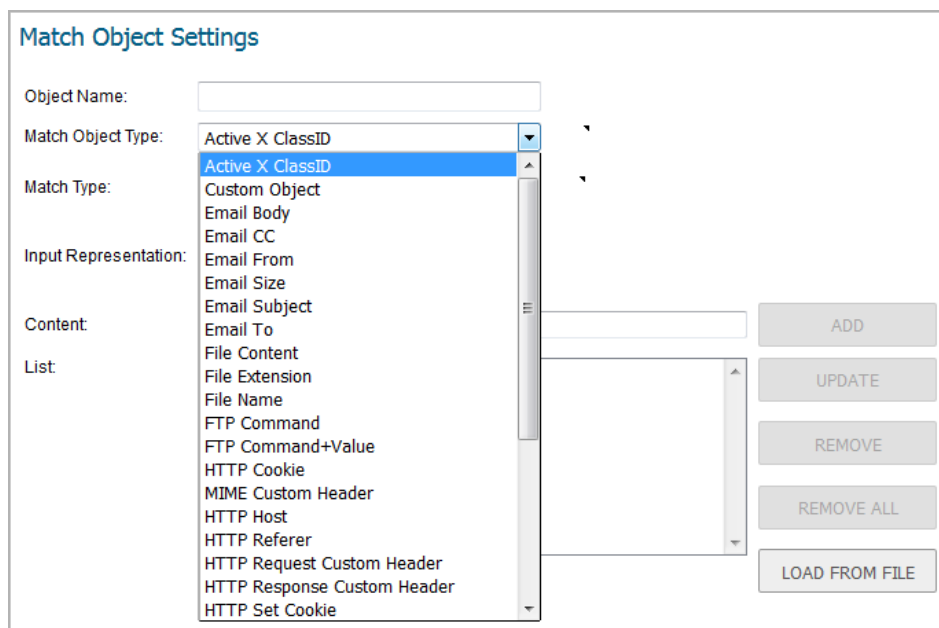 Match Object Settings
Object Name:
Match Object Type:
Active X ClassID
Active X ClassID
Match Type:
Custom Object
Email Body
Email CC
Input Representation:
Email From
Email Size
Email Subject
Content:
Email To
ADD
File Content
List:
File Extension
UPDATE
File Name
FTP Command
FTP Command+Value
REMOVE
HTTP Cookie
MIME Custom Header
REMOVE ALL
HTTP Host
HTTP Referer
HTTP Request Custom Header
LOAD FROM FILE
HTTP Response Custom Header
HTTP Set Cookie